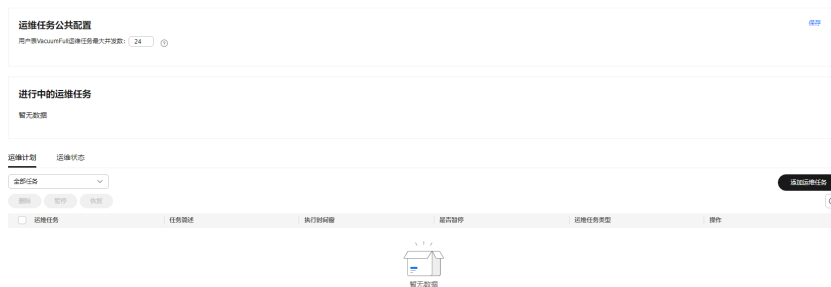 运维任务公共配置
保存
用户表VacuumFull运维任务最大并发数: 24
进行中的运维任务
暂无数据
运维计划 运维状态
全部任务
添加运维任务
删除 暂停 恢复
运维任务 任务简述 执行时间窗 是否暂停 运维任务类型 操作
暂无数据